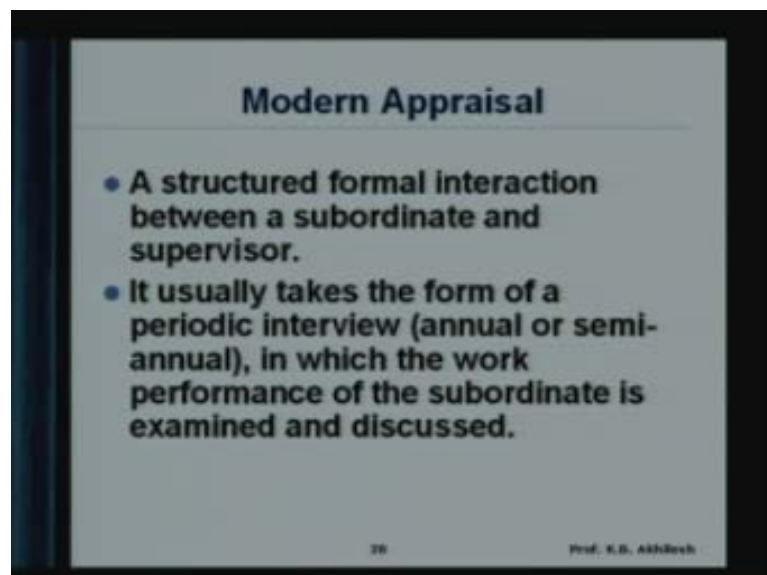 Modern Appraisal
A structured formal interaction
between a subordinate and
supervisor.
It usually takes the form of a
periodic interview (annual or semi-
annual), in which the work
performance of the subordinate is
examined and discussed.
28
Prof. K.B. Akhilesh